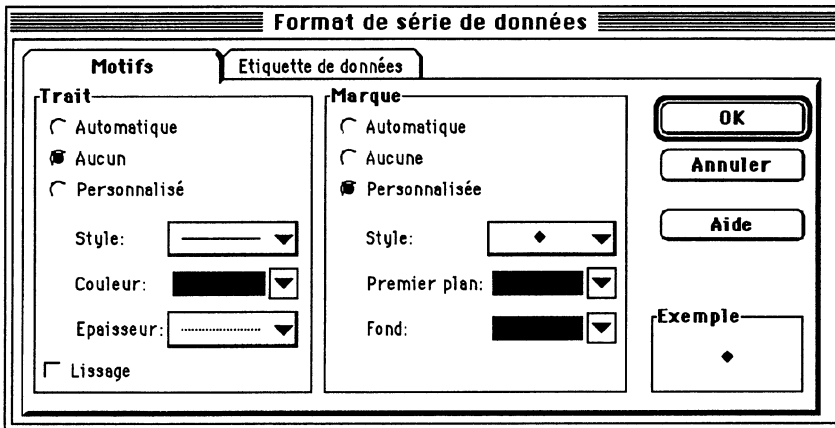 Format de série de données
Motifs
Etiquette de données
Trait
Automatique
Aucun
Personnalisé
Style:
Couleur:
Epaisseur:
Lissage
Marque
Automatique
Aucune
Personnalisée
Style:
Premier plan:
Fond:
OK
Annuler
Aide
Exemple